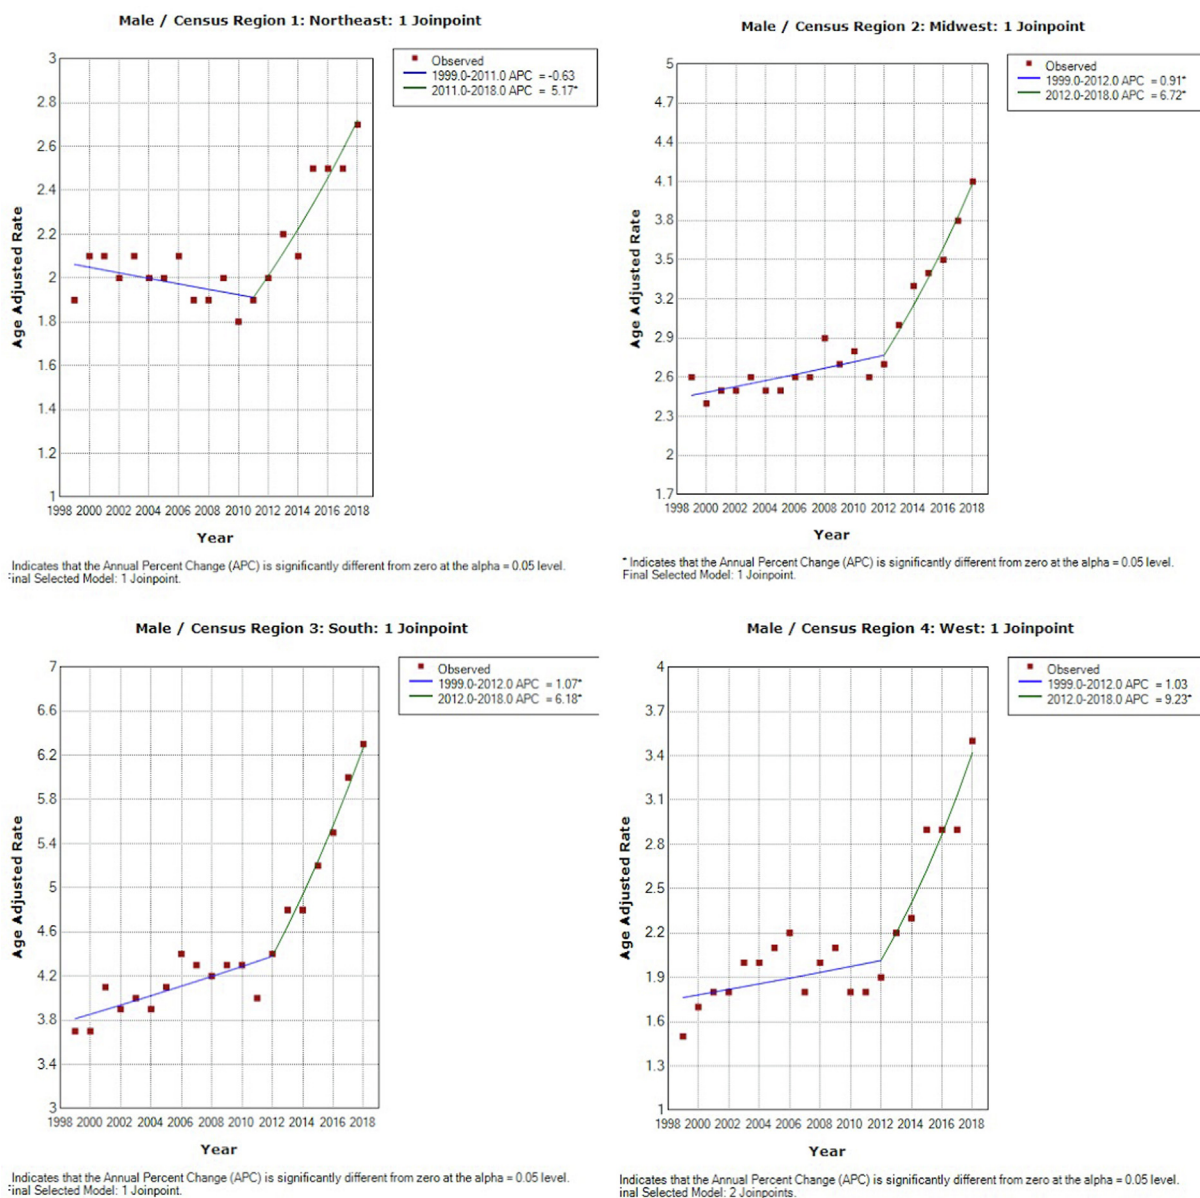 Male / Census Region 1: Northeast: 1 Joinpoint
Observed
1999.0-2011.0 APC = -0.63
2011.0-2018.0 APC = 5.17*
3
2.8
2.6
2.4
2.2
2
1.8
1.6
1.4
1.2
1
Age Adjusted Rate
1998 2000 2002 2004 2006 2008 2010 2012 2014 2016 2018
Year
Indicates that the Annual Percent Change (APC) is significantly different from zero at the alpha = 0.05 level.
inal Selected Model: 1 Joinpoint.
Male / Census Region 2: Midwest: 1 Joinpoint
Observed
1999.0-2012.0 APC = 0.91*
2012.0-2018.0 APC = 6.72*
5
4.7
4.4
4.1
3.8
3.5
3.2
2.9
2.6
2.3
2
1.7
Age Adjusted Rate
1998 2000 2002 2004 2006 2008 2010 2012 2014 2016 2018
Year
* Indicates that the Annual Percent Change (APC) is significantly different from zero at the alpha = 0.05 level.
Final Selected Model: 1 Joinpoint.
Male / Census Region 3: South: 1 Joinpoint
Observed
1999.0-2012.0 APC = 1.07*
2012.0-2018.0 APC = 6.18*
7
6.6
6.2
5.8
5.4
5
4.6
4.2
3.8
3.4
3
Age Adjusted Rate
1998 2000 2002 2004 2006 2008 2010 2012 2014 2016 2018
Year
Indicates that the Annual Percent Change (APC) is significantly different from zero at the alpha = 0.05 level.
inal Selected Model: 1 Joinpoint.
Male / Census Region 4: West: 1 Joinpoint
Observed
1999.0-2012.0 APC = 1.03
2012.0-2018.0 APC = 9.23*
4
3.7
3.4
3.1
2.8
2.5
2.2
1.9
1.6
1.3
1
Age Adjusted Rate
1998 2000 2002 2004 2006 2008 2010 2012 2014 2016 2018
Year
Indicates that the Annual Percent Change (APC) is significantly different from zero at the alpha = 0.05 level.
inal Selected Model: 2 Joinpoints.